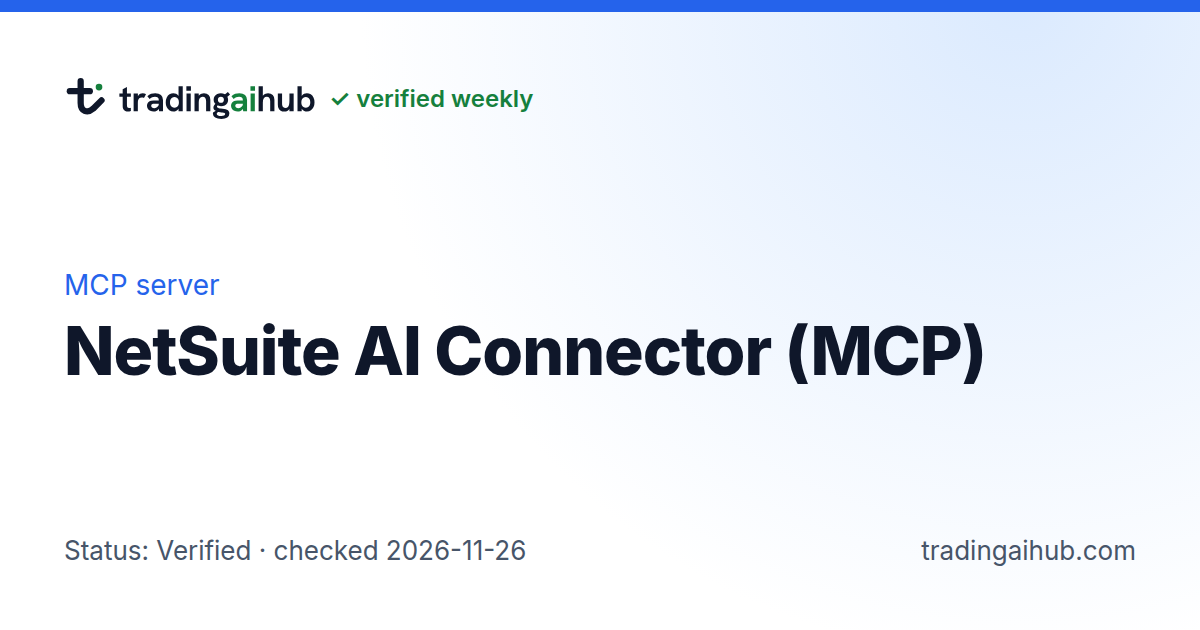 tradingaihub ✓ verified weekly
MCP server
NetSuite AI Connector (MCP)
Status: Verified · checked 2026-11-26
tradingaihub.com